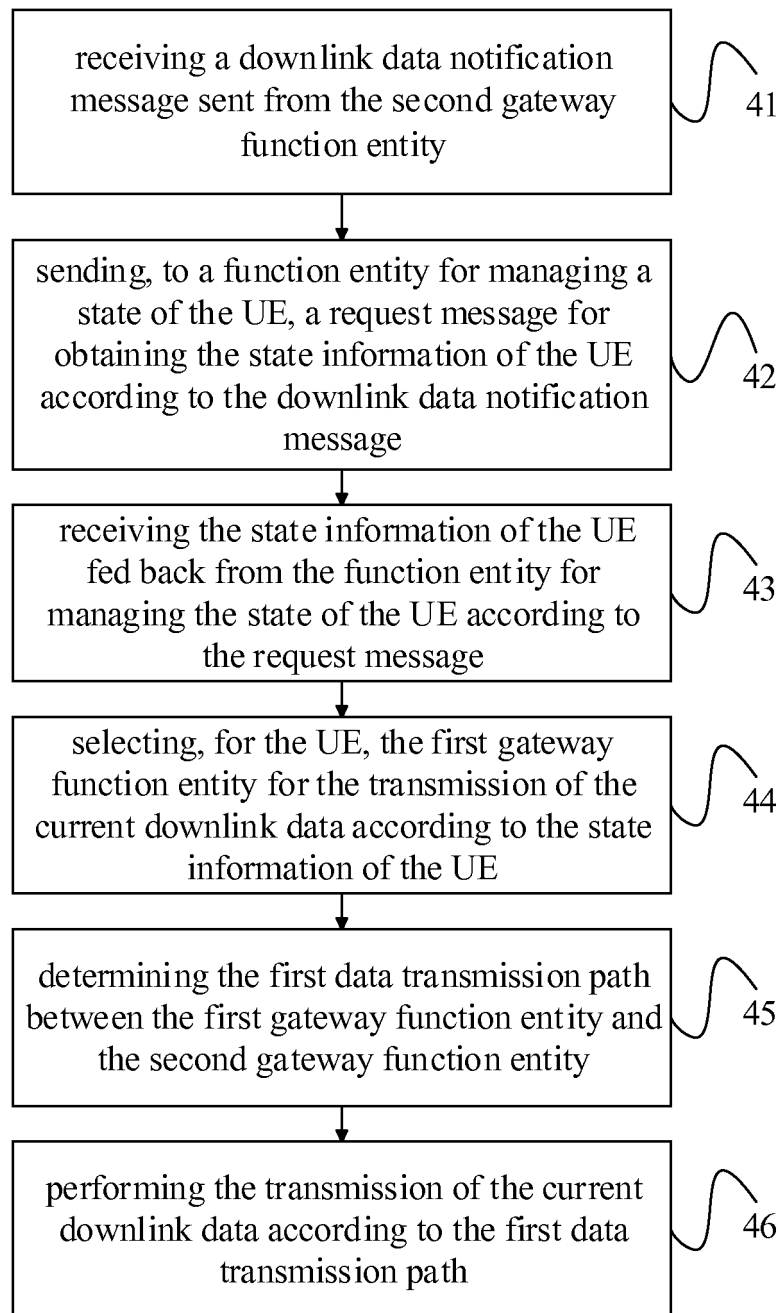 receiving a downlink data notification
message sent from the second gateway
function entity
41
sending, to a function entity for managing a
state of the UE, a request message for
obtaining the state information of the UE
according to the downlink data notification
message
42
receiving the state information of the UE
fed back from the function entity for
managing the state of the UE according to
the request message
43
selecting, for the UE, the first gateway
function entity for the transmission of the
current downlink data according to the state
information of the UE
44
determining the first data transmission path
between the first gateway function entity and
the second gateway function entity
45
performing the transmission of the current
downlink data according to the first data
transmission path
46